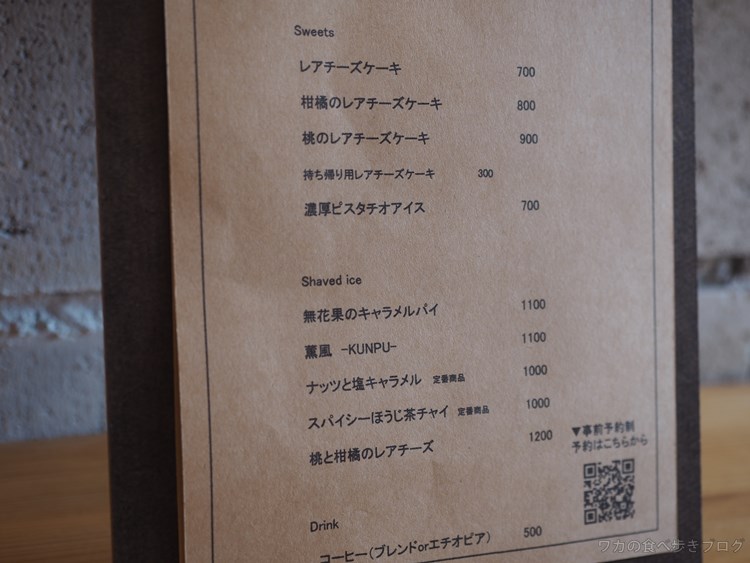 Sweets
レアチーズケーキ 700
柑橘のレアチーズケーキ 800
桃のレアチーズケーキ 900
持ち帰り用レアチーズケーキ 300
濃厚ピスタチオアイス 700
Shaved ice
無花果のキャラメルパイ 1100
薫風 -KUNPU- 1100
ナッツと塩キャラメル 定番商品 1000
スパイシーほうじ茶チャイ 定番商品 1000
桃と柑橘のレアチーズ 1200
▼事前予約制
予約はこちらから
Drink
コーヒー(ブレンドorエチオピア) 500
ワカの食べ歩きブログ